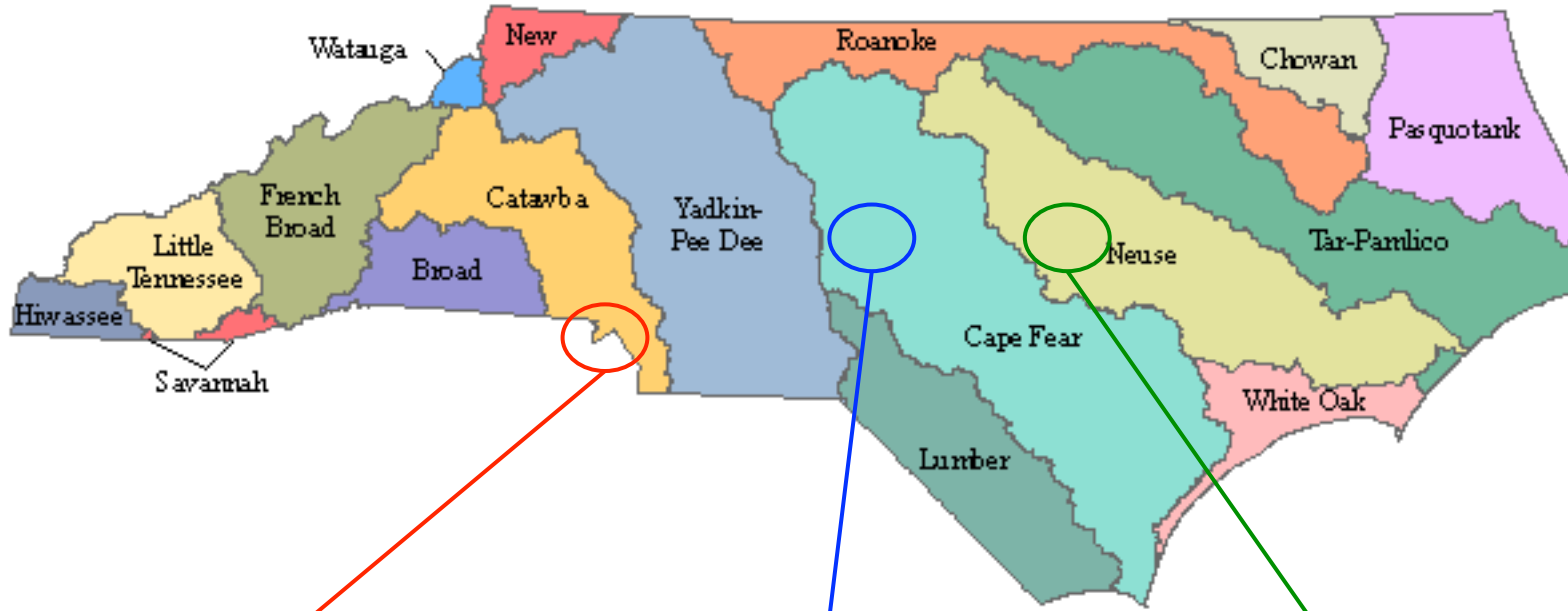 New
Watauga
Roanoke
Chowan
Pasquotank
French
Broad
Catawba
Yadkin-
Pee Dee
Little
Tennessee
Broad
Neuse
Tar-Pamlico
Hiwassee
Cape Fear
Savannah
White Oak
Lumber